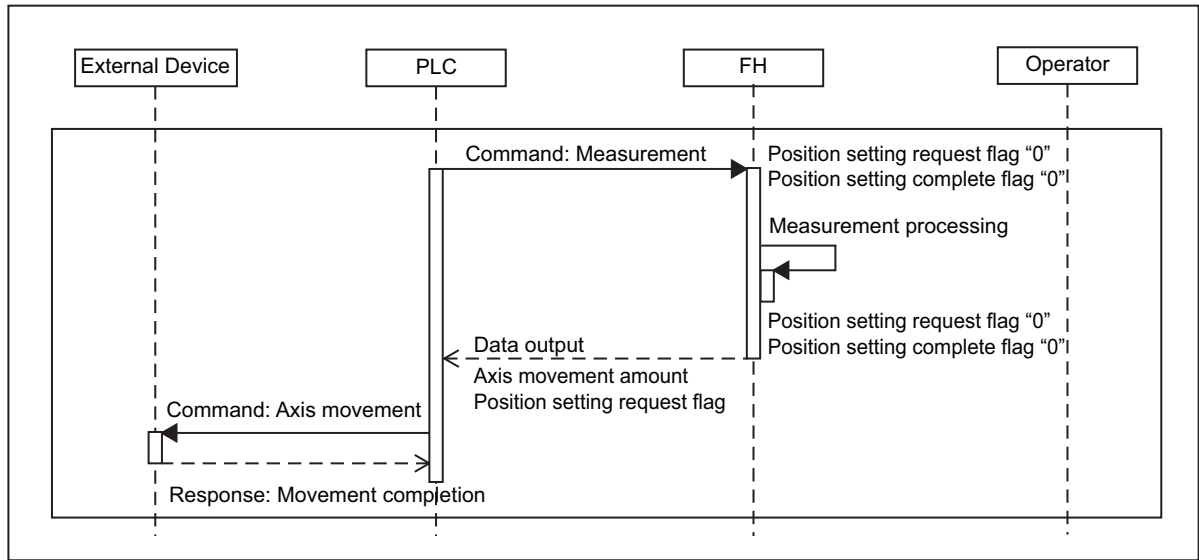 External Device
PLC
FH
Operator
Command: Measurement
Position setting request flag “0”
Position setting complete flag “0”
Measurement processing
Position setting request flag “0”
Position setting complete flag “0”
Data output
Axis movement amount
Position setting request flag
Command: Axis movement
Response: Movement completion